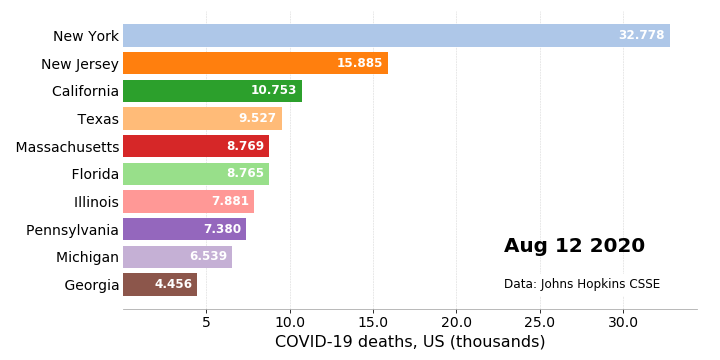 New York 32.778
New Jersey 15.885
California 10.753
Texas 9.527
Massachusetts 8.769
Florida 8.765
Illinois 7.881
Pennsylvania 7.380
Michigan 6.539
Georgia 4.456
Aug 12 2020
Data: Johns Hopkins CSSE
5 10.0 15.0 20.0 25.0 30.0
COVID-19 deaths, US (thousands)